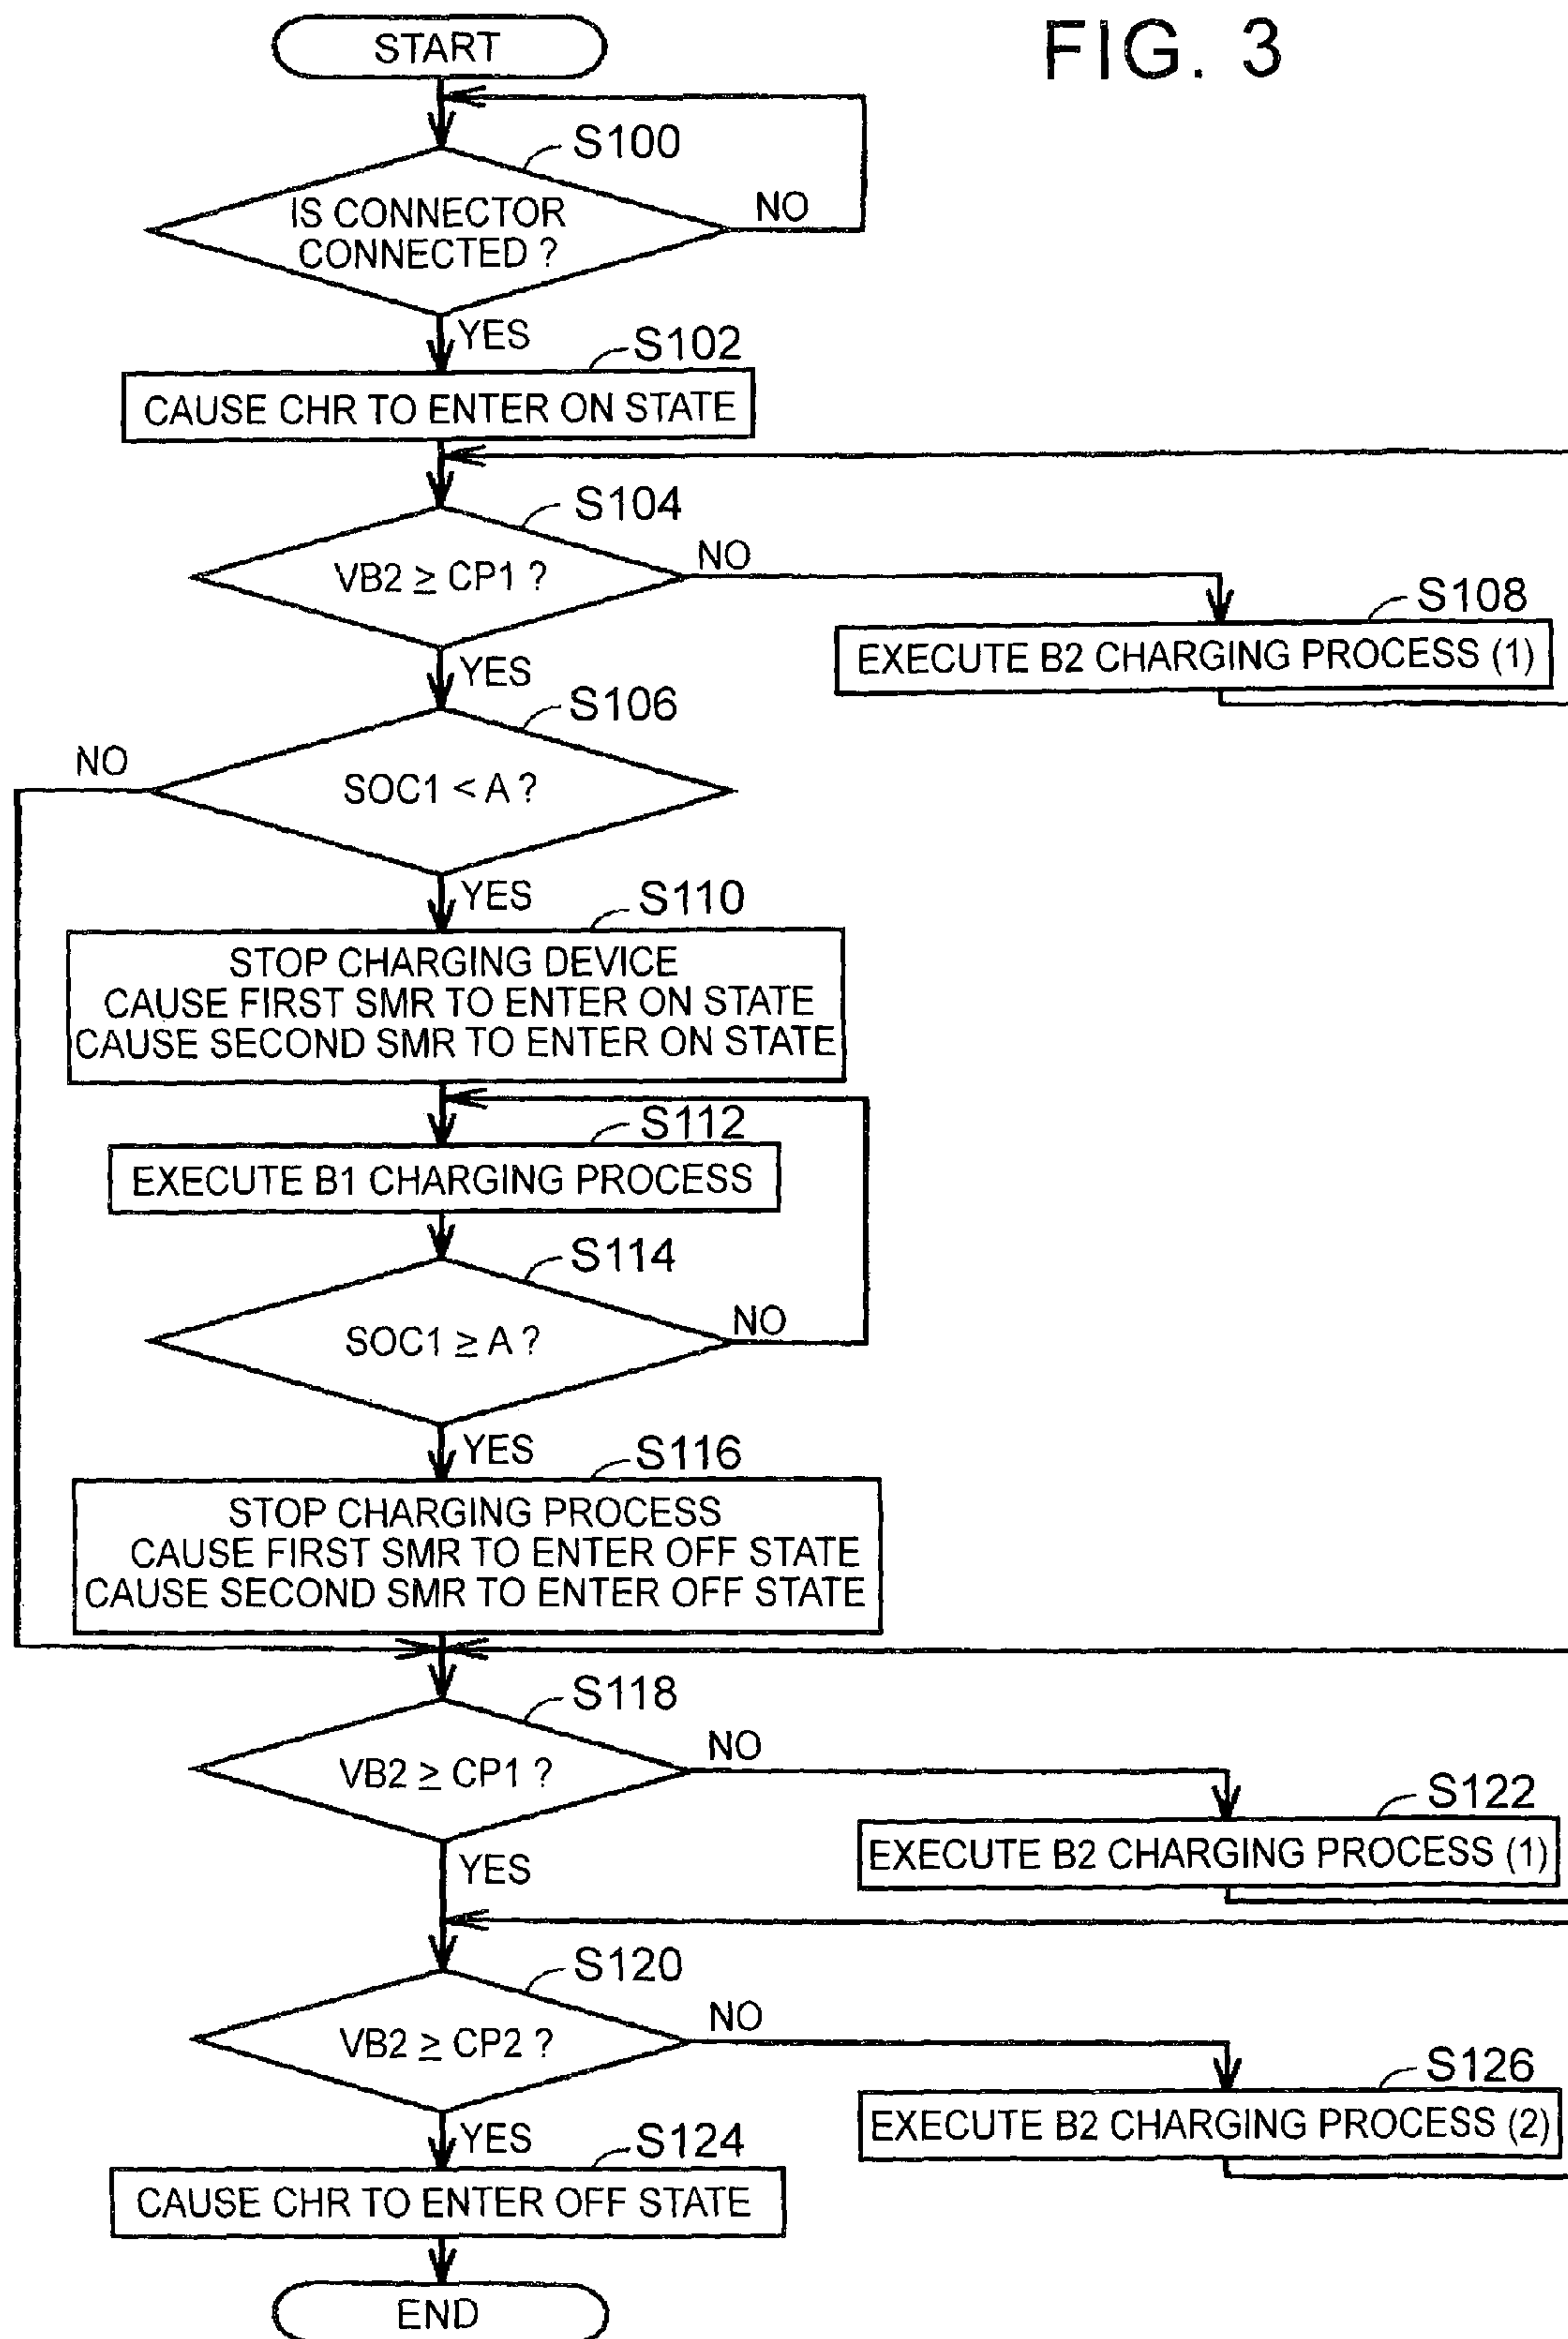 FIG. 3
START
S100
IS CONNECTOR
CONNECTED ?
NO
YES
S102
CAUSE CHR TO ENTER ON STATE
S104
VB2 ≥ CP1 ?
NO
S108
EXECUTE B2 CHARGING PROCESS (1)
YES
S106
NO
SOC1 < A ?
YES
S110
STOP CHARGING DEVICE
CAUSE FIRST SMR TO ENTER ON STATE
CAUSE SECOND SMR TO ENTER ON STATE
S112
EXECUTE B1 CHARGING PROCESS
S114
SOC1 ≥ A ?
NO
YES
S116
STOP CHARGING PROCESS
CAUSE FIRST SMR TO ENTER OFF STATE
CAUSE SECOND SMR TO ENTER OFF STATE
S118
VB2 ≥ CP1 ?
NO
S122
EXECUTE B2 CHARGING PROCESS (1)
YES
S120
VB2 ≥ CP2 ?
NO
S126
EXECUTE B2 CHARGING PROCESS (2)
YES
S124
CAUSE CHR TO ENTER OFF STATE
END